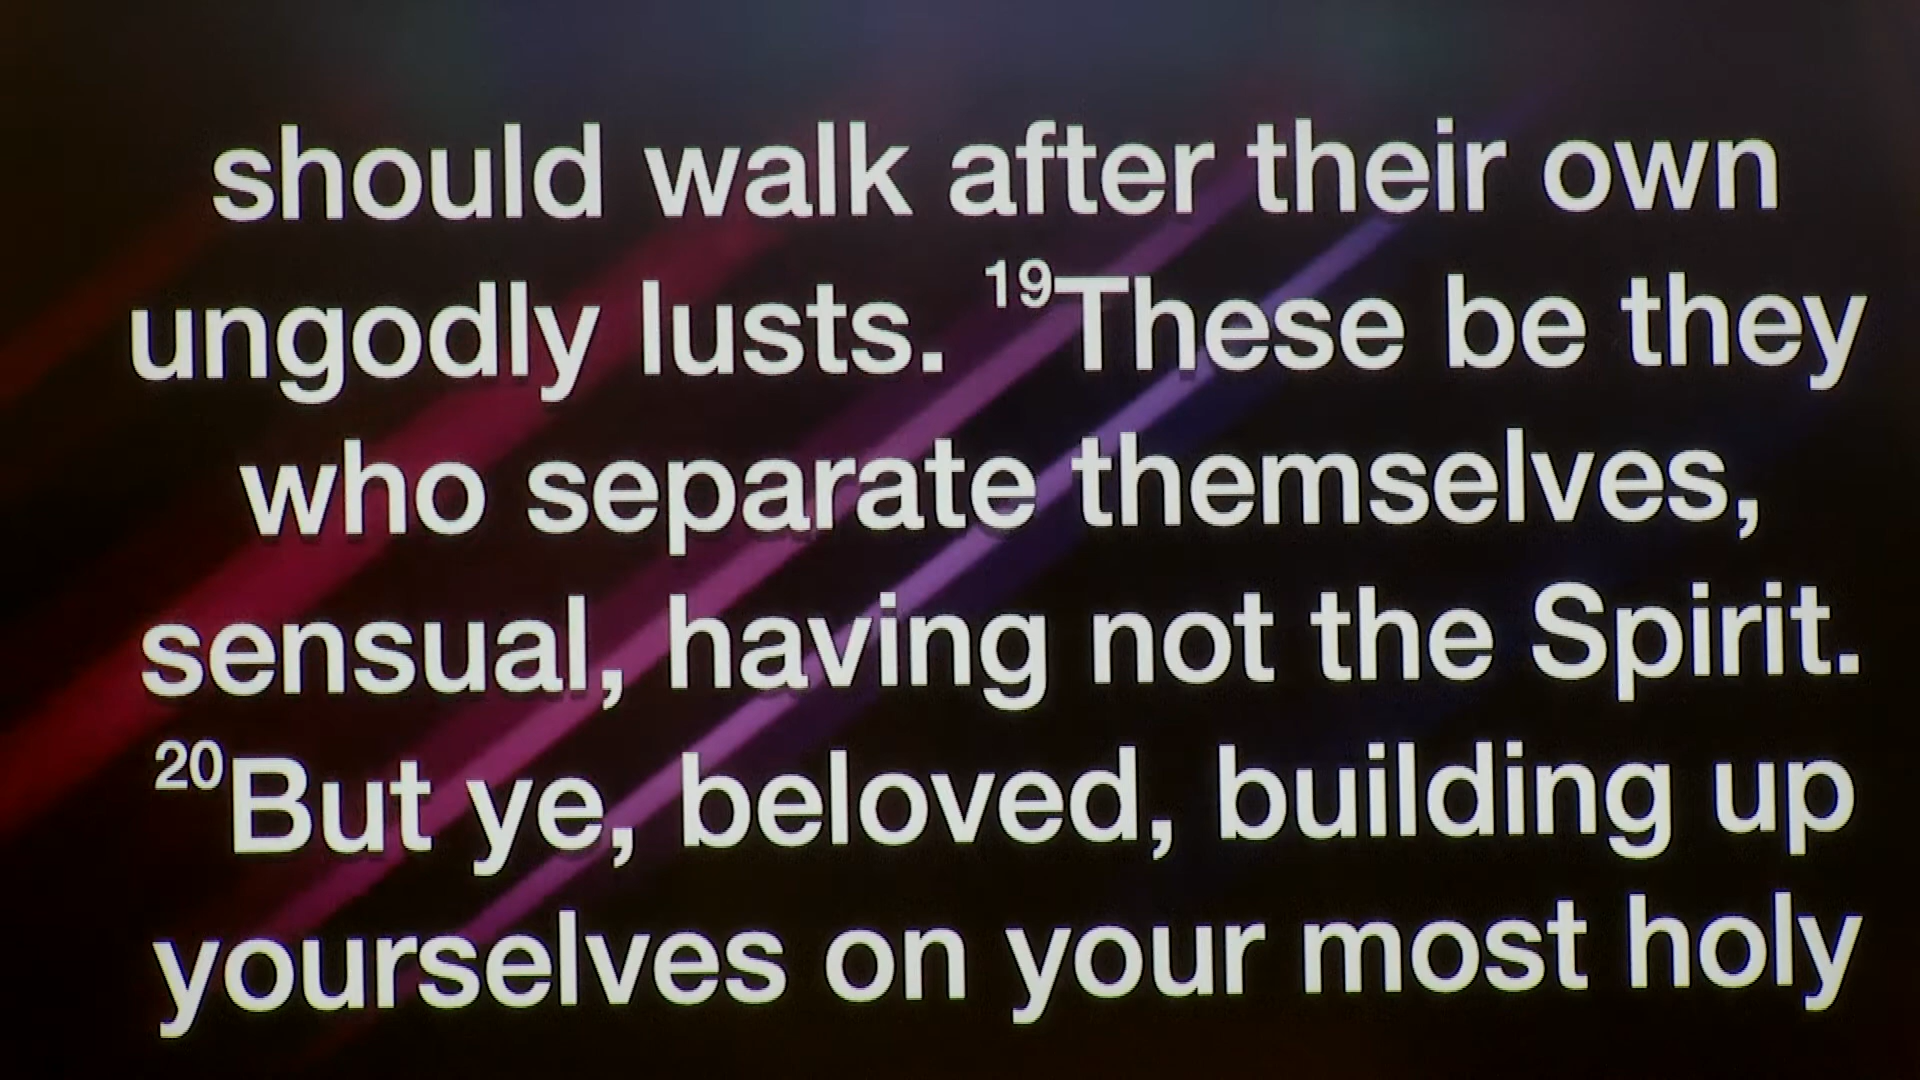 should walk after their own
ungodly lusts. 19These be they
who separate themselves,
sensual, having not the Spirit.
20But ye, beloved, building up
yourselves on your most holy